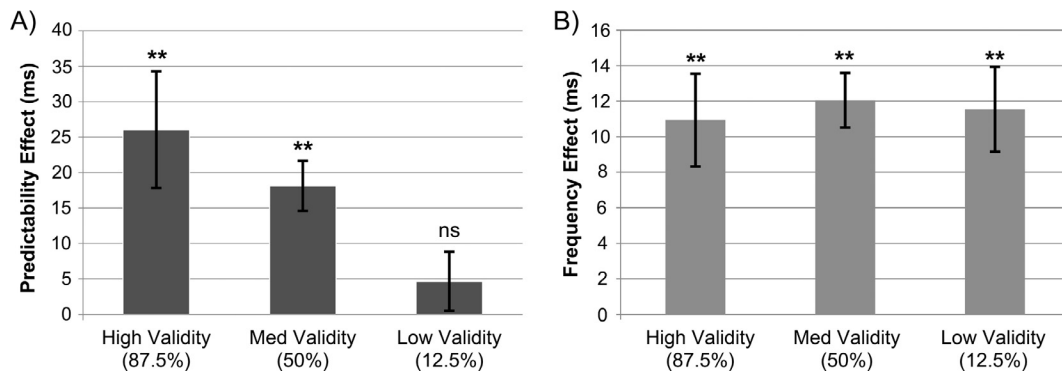 A)
Predictability Effect (ms)
40
35
30
25
20
15
10
5
0
**
**
ns
High Validity
(87.5%)
Med Validity
(50%)
Low Validity
(12.5%)
B)
Frequency Effect (ms)
16
14
12
10
8
6
4
2
0
**
**
**
High Validity
(87.5%)
Med Validity
(50%)
Low Validity
(12.5%)